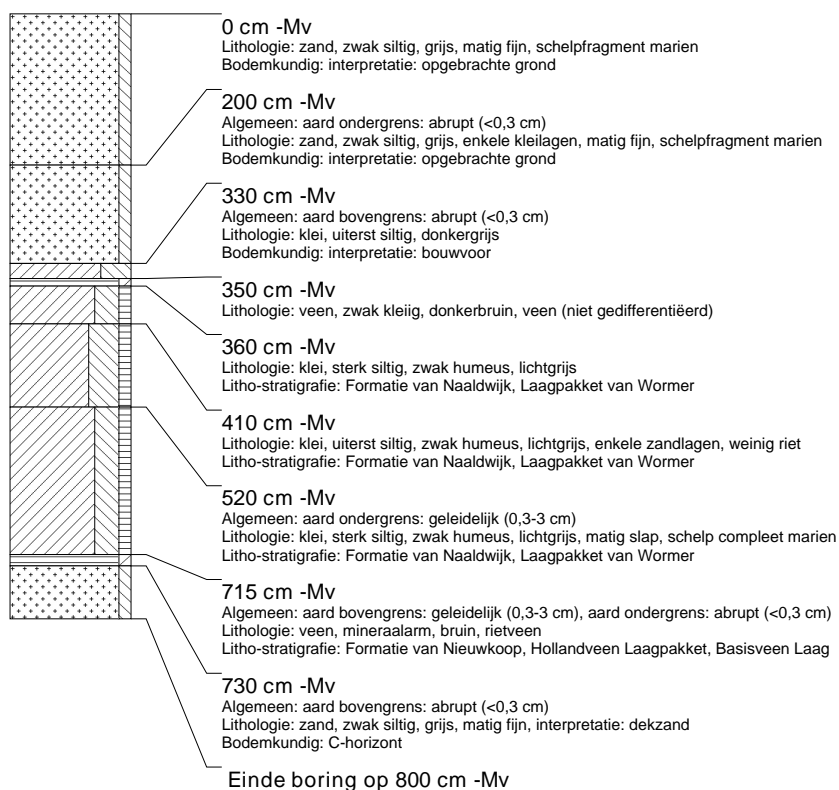 0 cm -Mv
Lithologie: zand, zwak siltig, grijs, matig fijn, schelpfragment marien
Bodemkundig: interpretatie: opgebrachte grond
200 cm -Mv
Algemeen: aard ondergrens: abrupt (<0,3 cm)
Lithologie: zand, zwak siltig, grijs, enkele kleilagen, matig fijn, schelpfragment marien
Bodemkundig: interpretatie: opgebrachte grond
330 cm -Mv
Algemeen: aard bovengrens: abrupt (<0,3 cm)
Lithologie: klei, uiterst siltig, donkergrijs
Bodemkundig: interpretatie: bouwvoor
350 cm -Mv
Lithologie: veen, zwak kleiig, donkerbruin, veen (niet gedifferentiëerd)
360 cm -Mv
Lithologie: klei, sterk siltig, zwak humeus, lichtgrijs
Litho-stratigrafie: Formatie van Naaldwijk, Laagpakket van Wormer
410 cm -Mv
Lithologie: klei, uiterst siltig, zwak humeus, lichtgrijs, enkele zandlagen, weinig riet
Litho-stratigrafie: Formatie van Naaldwijk, Laagpakket van Wormer
520 cm -Mv
Algemeen: aard ondergrens: geleidelijk (0,3-3 cm)
Lithologie: klei, sterk siltig, zwak humeus, lichtgrijs, matig slap, schelp compleet marien
Litho-stratigrafie: Formatie van Naaldwijk, Laagpakket van Wormer
715 cm -Mv
Algemeen: aard bovengrens: geleidelijk (0,3-3 cm), aard ondergrens: abrupt (<0,3 cm)
Lithologie: veen, mineraalarm, bruin, rietveen
Litho-stratigrafie: Formatie van Nieuwkoop, Hollandveen Laagpakket, Basisveen Laag
730 cm -Mv
Algemeen: aard bovengrens: abrupt (<0,3 cm)
Lithologie: zand, zwak siltig, grijs, matig fijn, interpretatie: dekzand
Bodemkundig: C-horizont
Einde boring op 800 cm -Mv